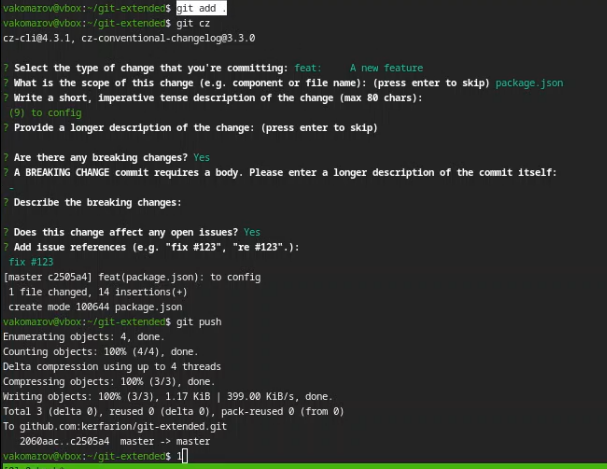 vakomarov@vbox:~/git-extended$ git add .
vakomarov@vbox:~/git-extended$ git cz
cz-cli@4.3.1, cz-conventional-changelog@3.3.0

? Select the type of change that you're committing: feat:     A new feature
? What is the scope of this change (e.g. component or file name): (press enter to skip) package.json
? Write a short, imperative tense description of the change (max 80 chars):
 (9) to config
? Provide a longer description of the change: (press enter to skip)

? Are there any breaking changes? Yes
? A BREAKING CHANGE commit requires a body. Please enter a longer description of the commit itself:
 -
? Describe the breaking changes:

? Does this change affect any open issues? Yes
? Add issue references (e.g. "fix #123", "re #123".):
 fix #123
[master c2505a4] feat(package.json): to config
 1 file changed, 14 insertions(+)
 create mode 100644 package.json
vakomarov@vbox:~/git-extended$ git push
Enumerating objects: 4, done.
Counting objects: 100% (4/4), done.
Delta compression using up to 4 threads
Compressing objects: 100% (3/3), done.
Writing objects: 100% (3/3), 1.17 KiB | 399.00 KiB/s, done.
Total 3 (delta 0), reused 0 (delta 0), pack-reused 0 (from 0)
To github.com:kerfarion/git-extended.git
   2060aac..c2505a4  master -> master
vakomarov@vbox:~/git-extended$ 1